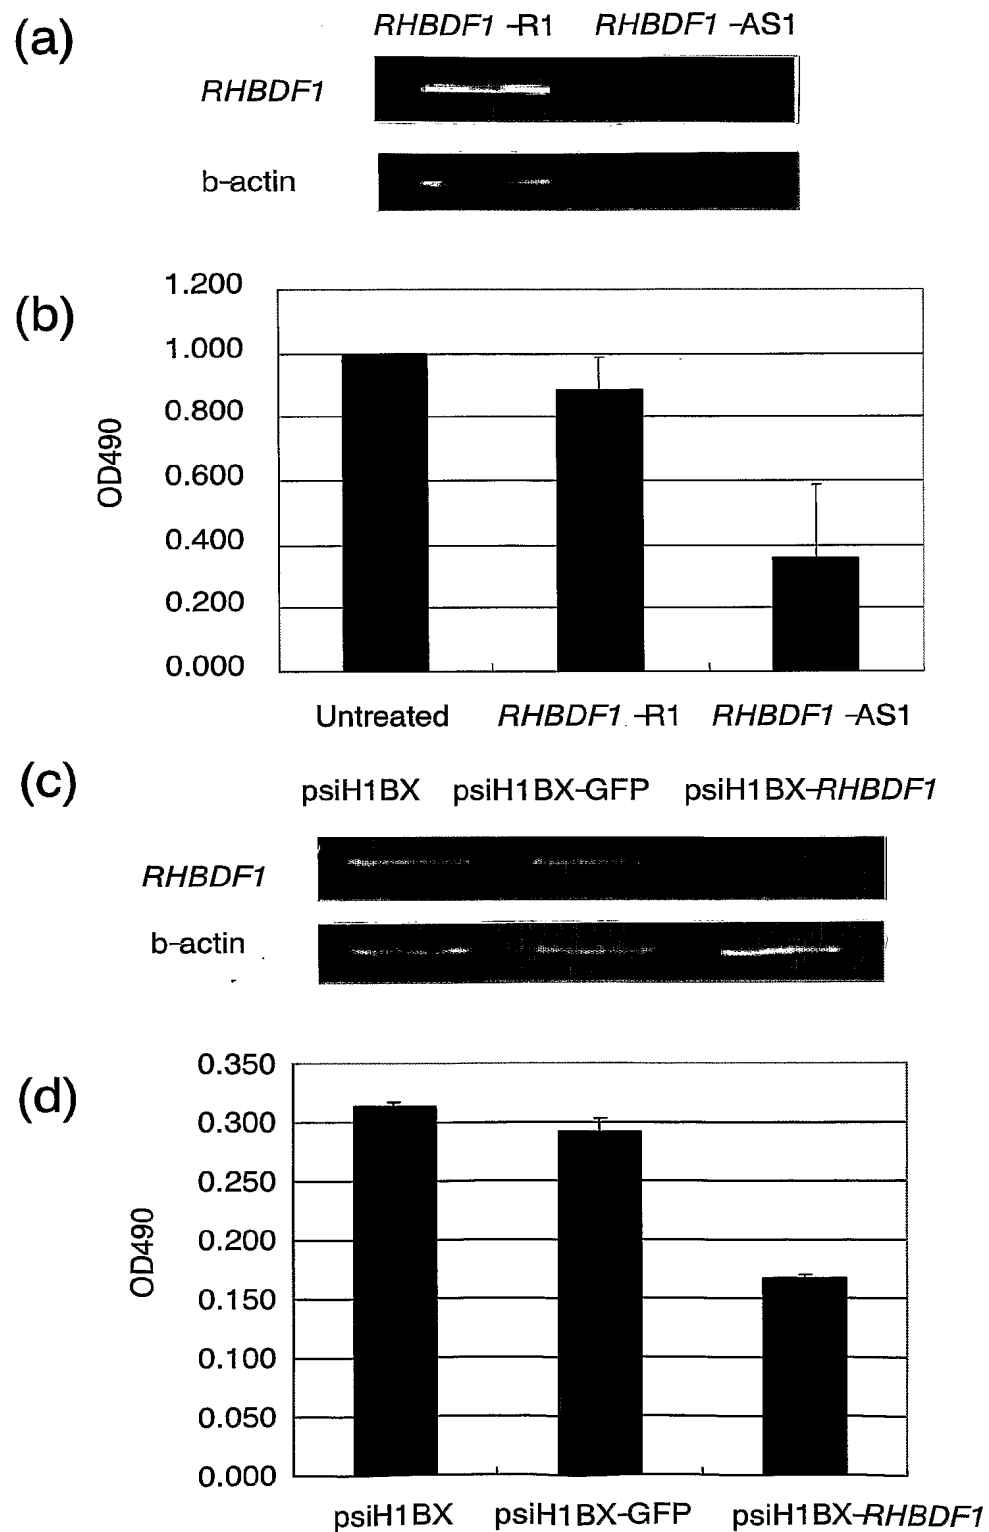 (a)
RHBDF1 -R1 RHBDF1 -AS1
RHBDF1
b-actin
(b)
OD490
1.200
1.000
0.800
0.600
0.400
0.200
0.000
Untreated RHBDF1 -R1 RHBDF1 -AS1
(c)
psiH1BX psiH1BX-GFP psiH1BX-RHBDF1
RHBDF1
b-actin
(d)
OD490
0.350
0.300
0.250
0.200
0.150
0.100
0.050
0.000
psiH1BX psiH1BX-GFP psiH1BX-RHBDF1